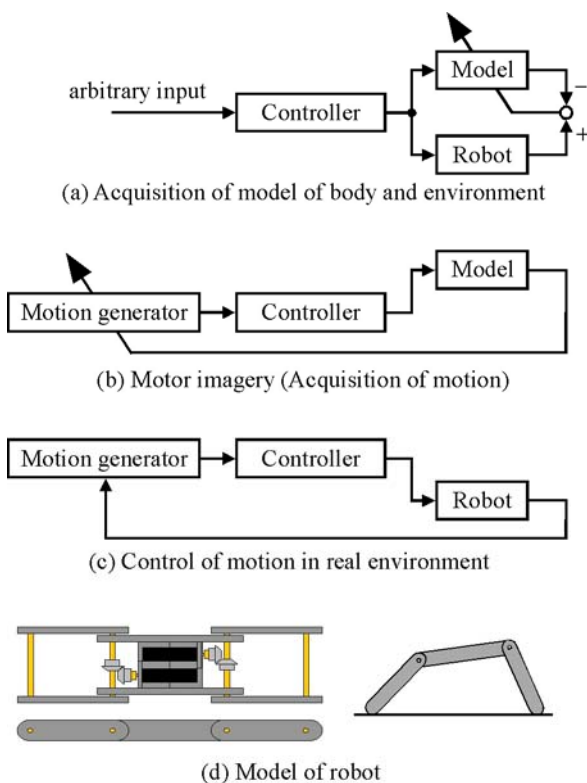 Model
arbitrary input
Controller
−
+
Robot
(a) Acquisition of model of body and environment
Model
Motion generator
Controller
(b) Motor imagery (Acquisition of motion)
Motion generator
Controller
Robot
(c) Control of motion in real environment
(d) Model of robot